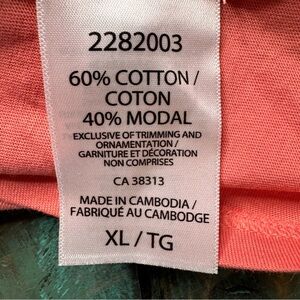 2282003
60% COTTON /
COTON
40% MODAL
EXCLUSIVE OF TRIMMING AND
ORNAMENTATION/
GARNITURE ET DÉCORATION
NON COMPRISES
CA 38313
MADE IN CAMBODIA /
FABRIQUÉ AU CAMBODGE
XL / TG